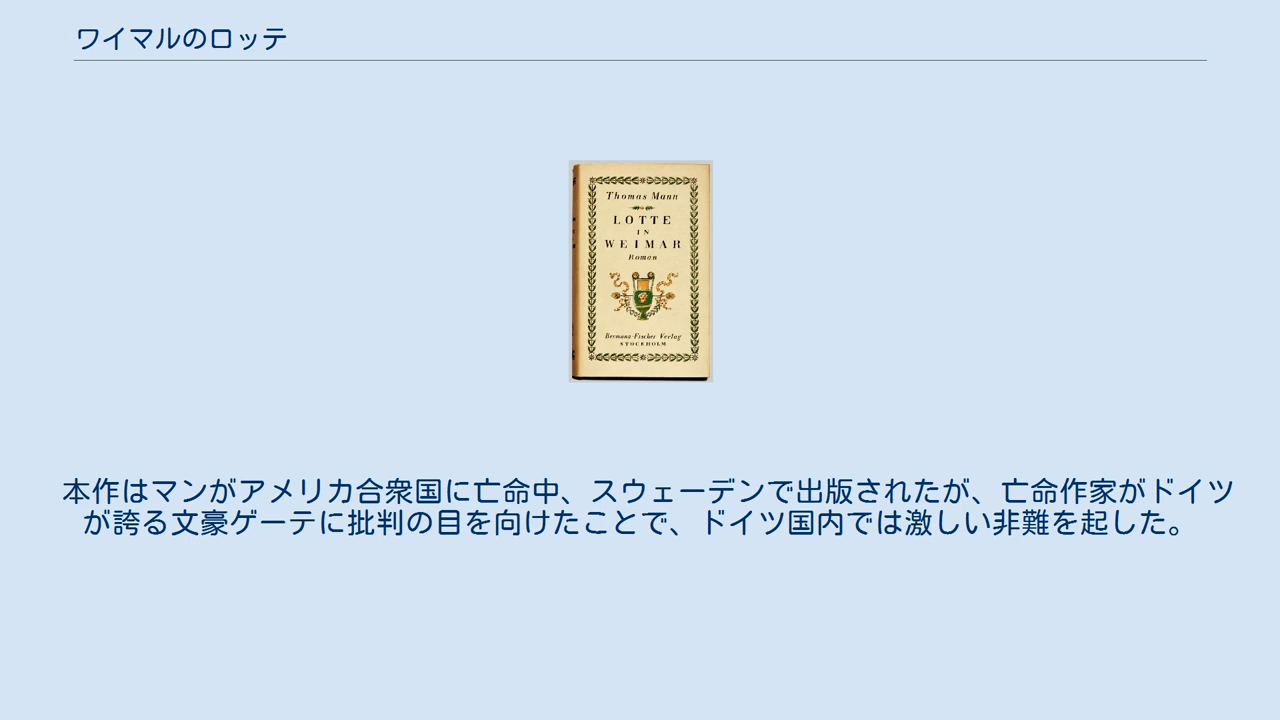 ワイマルのロッテ
Thomas Mann
LOTTE
IN
WEIMAR
Roman
Bermann-Fischer Verlag
STOCKHOLM
本作はマンがアメリカ合衆国に亡命中、スウェーデンで出版されたが、亡命作家がドイツ
が誇る文豪ゲーテに批判の目を向けたことで、ドイツ国内では激しい非難を起した。